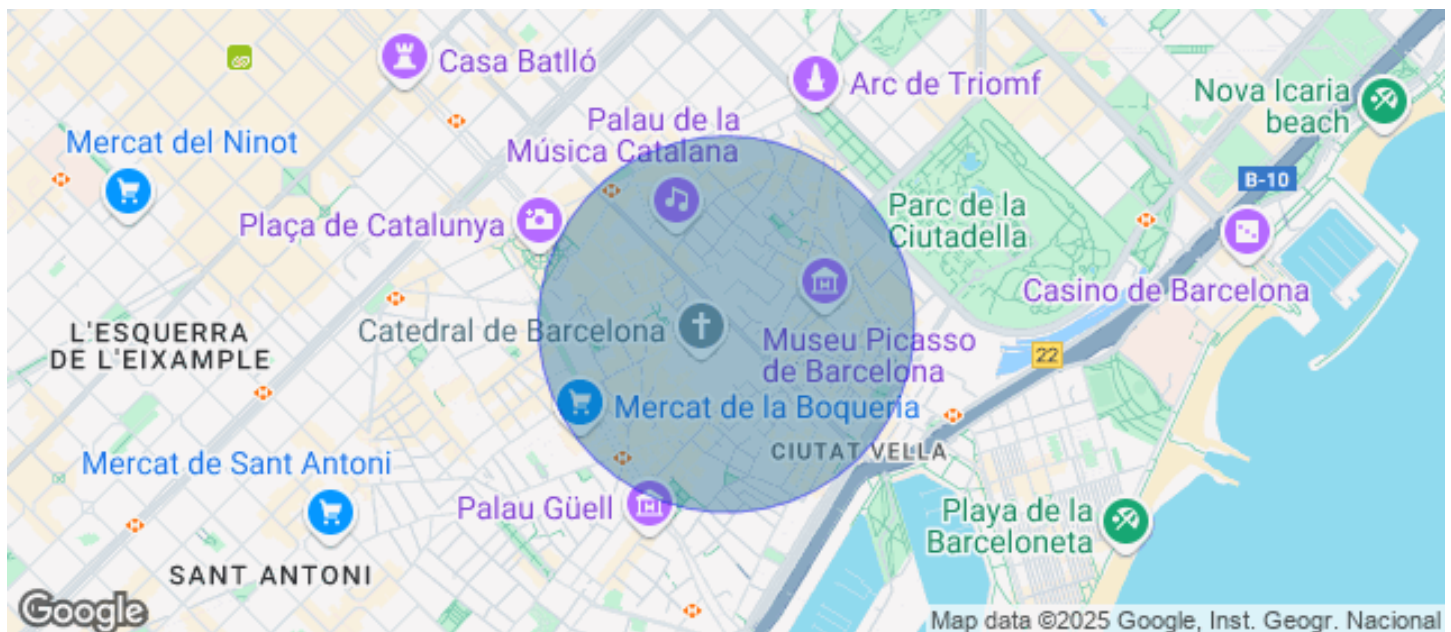 Casa Batlló
Arc de Triomf
Nova Icaria
beach
Mercat del Ninot
Palau de la
Música Catalana
B-10
Plaça de Catalunya
Parc de la
Ciutadella
Casino de Barcelona
L'ESQUERRA
DE L'EIXAMPLE
Catedral de Barcelona
Museu Picasso
de Barcelona
22
Mercat de la Boqueria
CIUTAT VELLA
Mercat de Sant Antoni
Palau Güell
Playa de la
Barceloneta
SANT ANTONI
Google
Map data ©2025 Google, Inst. Geogr. Nacional